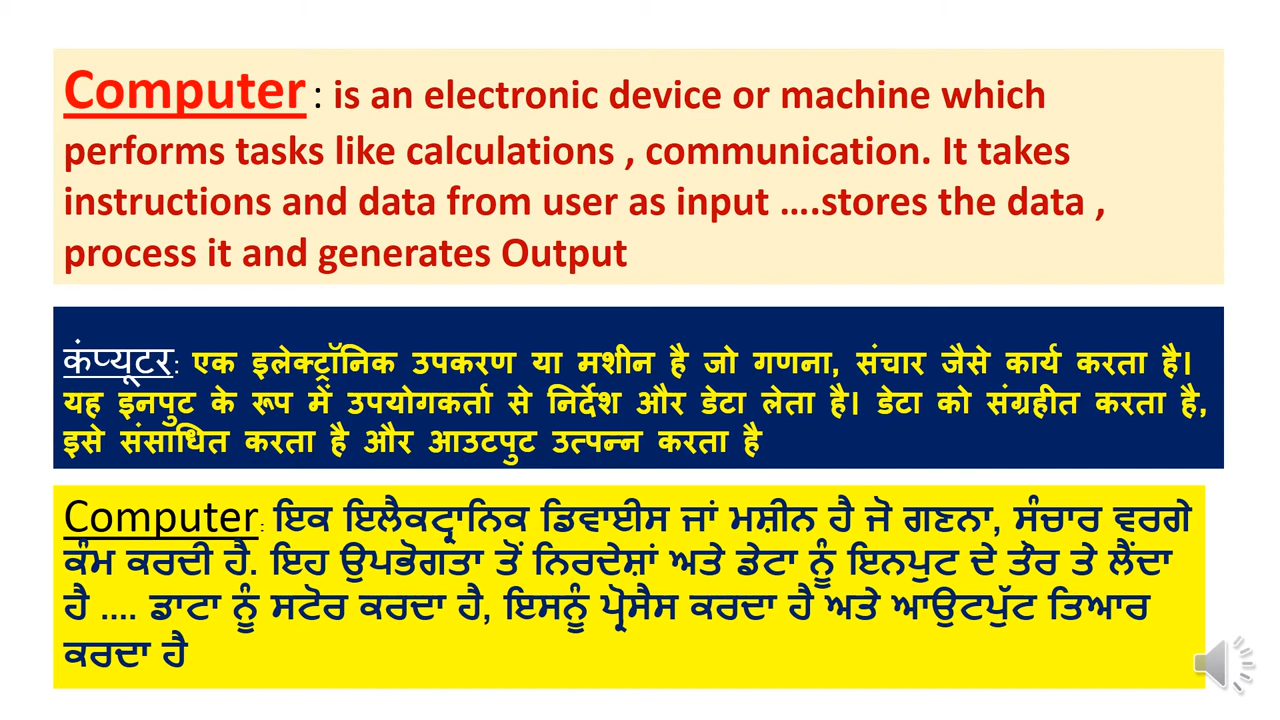 Computer : is an electronic device or machine which
performs tasks like calculations , communication. It takes
instructions and data from user as input ….stores the data ,
process it and generates Output
कंप्यूटर: एक इलेक्ट्रॉनिक उपकरण या मशीन है जो गणना, संचार जैसे कार्य करता है।
यह इनपुट के रूप में उपयोगकर्ता से निर्देश और डेटा लेता है। डेटा को संग्रहीत करता है,
इसे संसाधित करता है और आउटपुट उत्पन्न करता है
Computer: ਇਕ ਇਲੈਕਟ੍ਰਾਨਿਕ ਡਿਵਾਈਸ ਜਾਂ ਮਸ਼ੀਨ ਹੈ ਜੋ ਗਣਨਾ, ਸੰਚਾਰ ਵਰਗੇ
ਕੰਮ ਕਰਦੀ ਹੈ. ਇਹ ਉਪਭੋਗਤਾ ਤੋਂ ਨਿਰਦੇਸ਼ਾਂ ਅਤੇ ਡੇਟਾ ਨੂੰ ਇਨਪੁਟ ਦੇ ਤੌਰ ਤੇ ਲੈਂਦਾ
ਹੈ .... ਡਾਟਾ ਨੂੰ ਸਟੋਰ ਕਰਦਾ ਹੈ, ਇਸਨੂੰ ਪ੍ਰੋਸੈਸ ਕਰਦਾ ਹੈ ਅਤੇ ਆਉਟਪੁੱਟ ਤਿਆਰ
ਕਰਦਾ ਹੈ